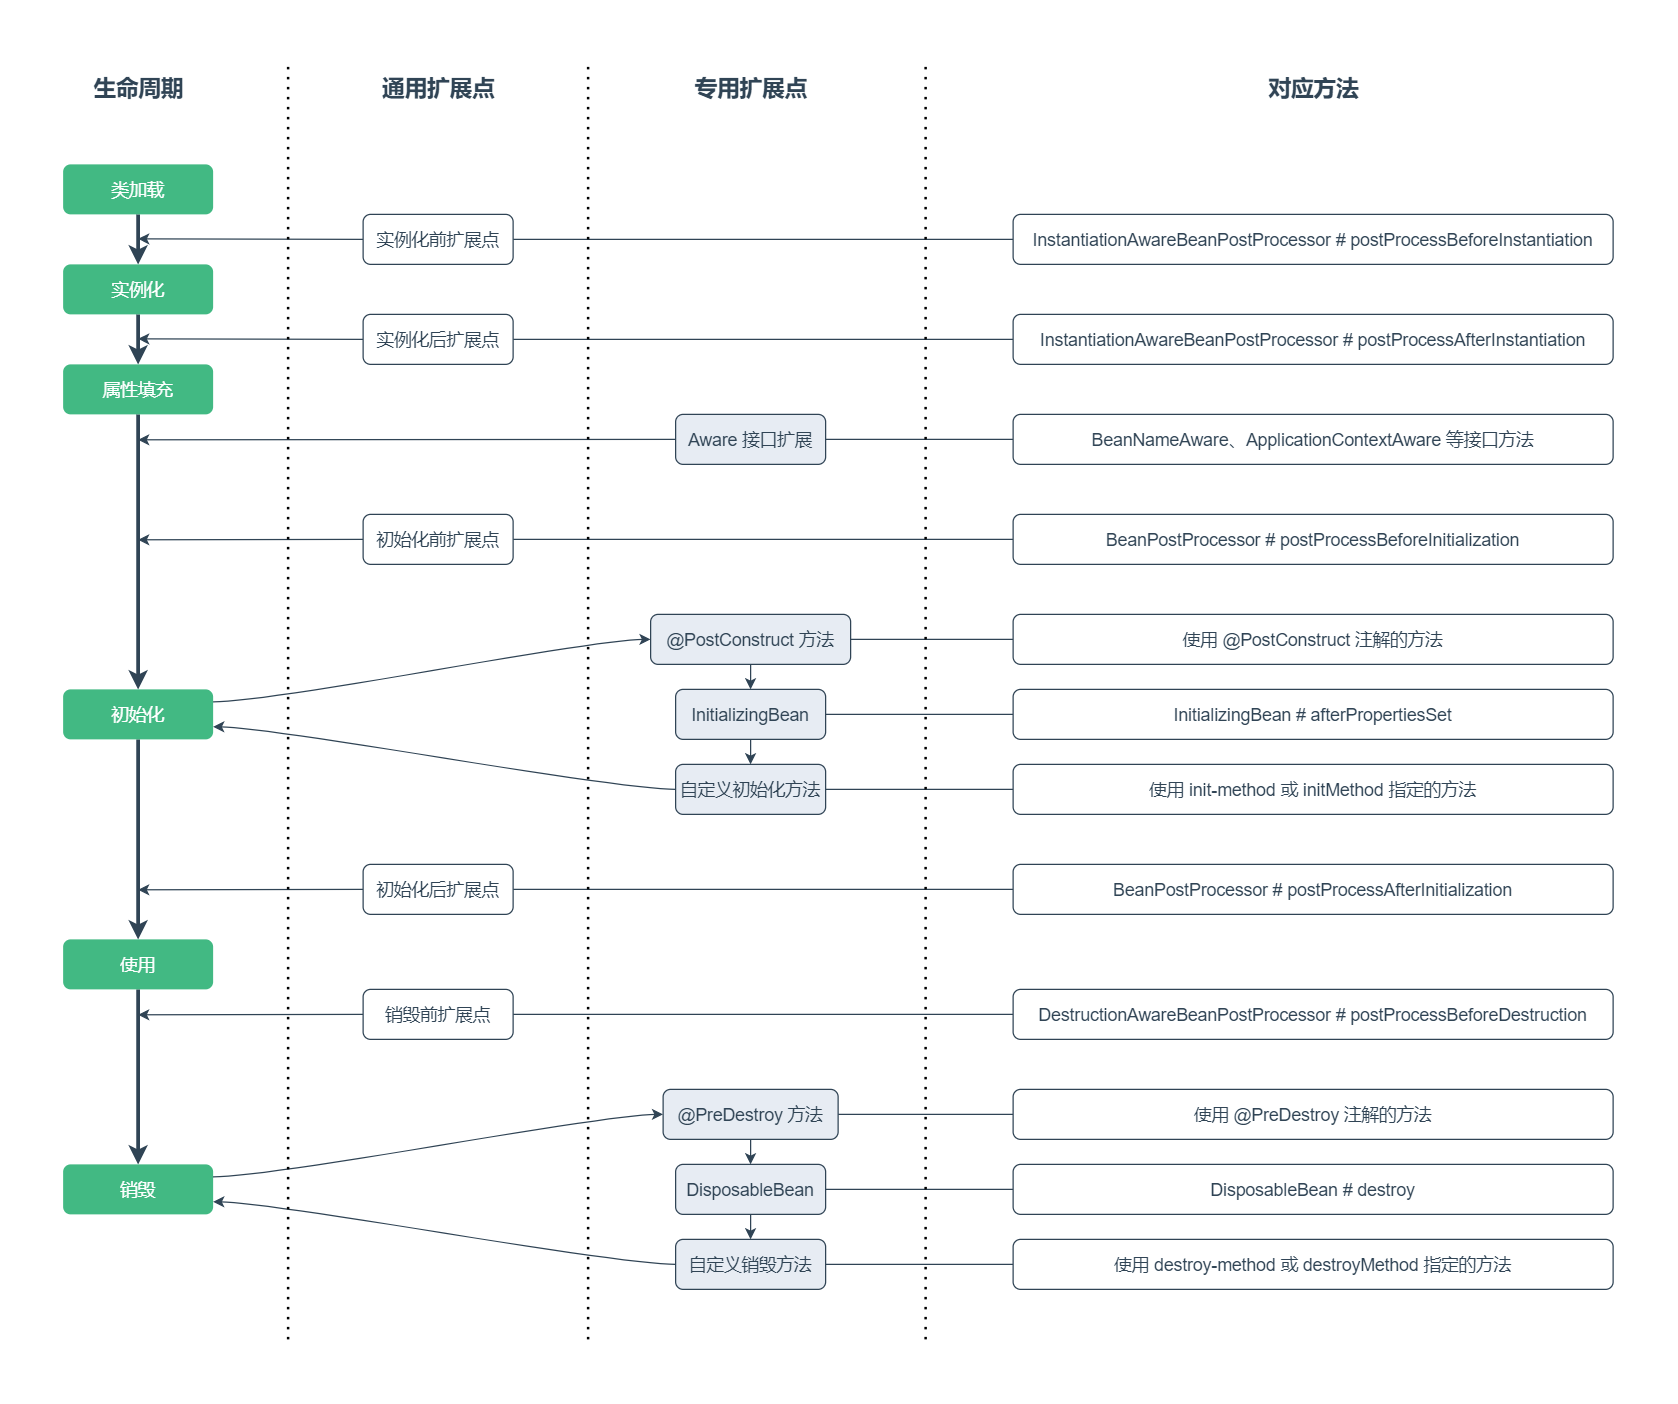 生命周期
通用扩展点
专用扩展点
对应方法
类加载
实例化前扩展点
InstantiationAwareBeanPostProcessor # postProcessBeforeInstantiation
实例化
实例化后扩展点
InstantiationAwareBeanPostProcessor # postProcessAfterInstantiation
属性填充
Aware 接口扩展
BeanNameAware、ApplicationContextAware 等接口方法
初始化前扩展点
BeanPostProcessor # postProcessBeforeInitialization
@PostConstruct 方法
使用 @PostConstruct 注解的方法
初始化
InitializingBean
InitializingBean # afterPropertiesSet
自定义初始化方法
使用 init-method 或 initMethod 指定的方法
初始化后扩展点
BeanPostProcessor # postProcessAfterInitialization
使用
销毁前扩展点
DestructionAwareBeanPostProcessor # postProcessBeforeDestruction
@PreDestroy 方法
使用 @PreDestroy 注解的方法
销毁
DisposableBean
DisposableBean # destroy
自定义销毁方法
使用 destroy-method 或 destroyMethod 指定的方法